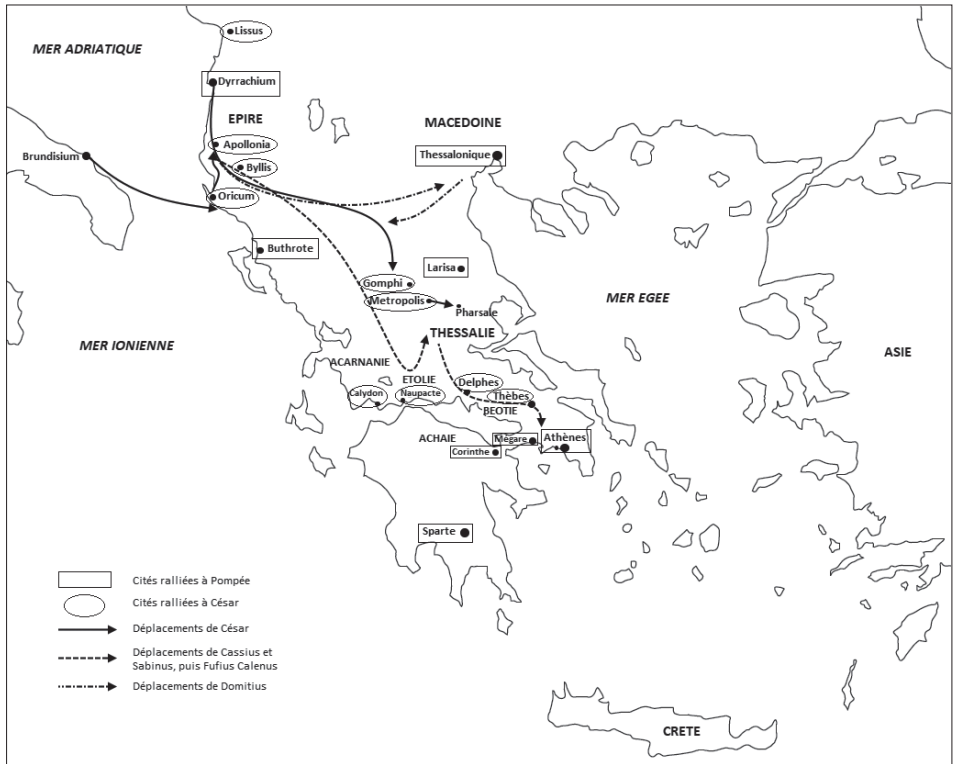 Lissus
MER ADRIATIQUE
Dyrrachium
EPIRE
MACEDOINE
Apollonia
Brundisium
Thessalonique
Byllis
Oricum
Buthrote
Larisa
Gomphi
MER EGEE
Metropolis
Pharsale
THESSALIE
MER IONIENNE
ASIE
ACARNANIE
ETOLIE
Delphes
Calydon
Naupacte
Thèbes
BEOTIE
ACHAIE
Mégare
Athènes
Corinthe
Sparte
Cités ralliées à Pompée
Cités ralliées à César
Déplacements de César
Déplacements de Cassius et
Sabinus, puis Fufius Calenus
Déplacements de Domitius
CRETE